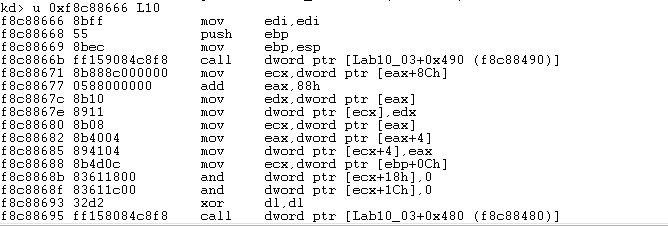 kd> u 0xf8c88666 L10
f8c88666 8bff mov edi,edi
f8c88668 55 push ebp
f8c88669 8bec mov ebp,esp
f8c8866b ff159084c8f8 call dword ptr [Lab10_03+0x490 (f8c88490)]
f8c88671 8b888c000000 mov ecx,dword ptr [eax+8Ch]
f8c88677 0588000000 add eax,88h
f8c8867c 8b10 mov edx,dword ptr [eax]
f8c8867e 8911 mov dword ptr [ecx],edx
f8c88680 8b08 mov ecx,dword ptr [eax]
f8c88682 8b4004 mov eax,dword ptr [eax+4]
f8c88685 894104 mov dword ptr [ecx+4],eax
f8c88688 8b4d0c mov ecx,dword ptr [ebp+0Ch]
f8c8868b 83611800 and dword ptr [ecx+18h],0
f8c8868f 83611c00 and dword ptr [ecx+1Ch],0
f8c88693 32d2 xor dl,dl
f8c88695 ff158084c8f8 call dword ptr [Lab10_03+0x480 (f8c88480)]